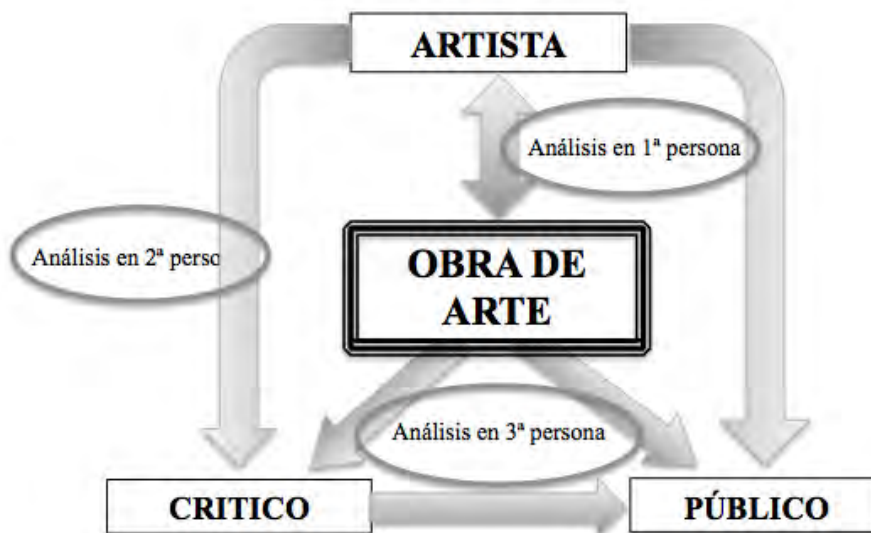 ARTISTA
Análisis en 1ª persona
Análisis en 2ª perso
OBRA DE
ARTE
Análisis en 3ª persona
CRITICO
PÚBLICO